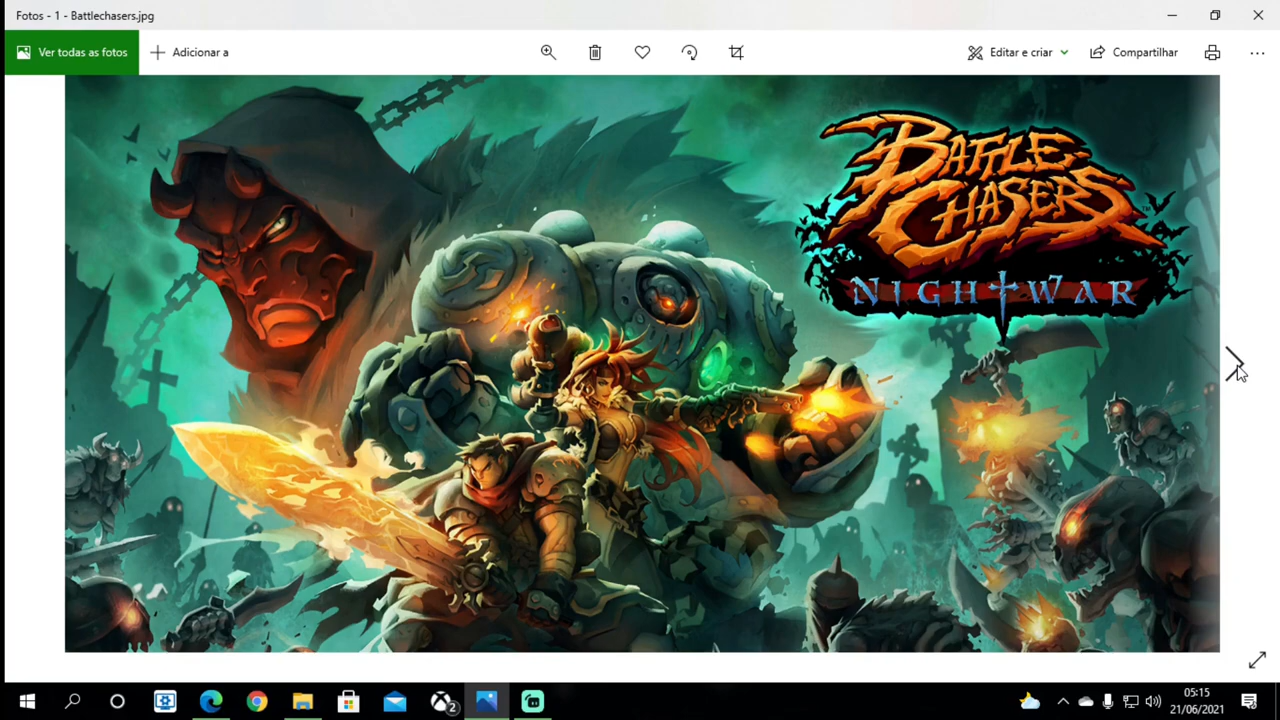 Fotos - 1 - Battlechasers.jpg
Ver todas as fotos
Adicionar a
Editar e criar
Compartilhar
BATTLE
CHASERS
NIGHTWAR
2
05:15
21/06/2021